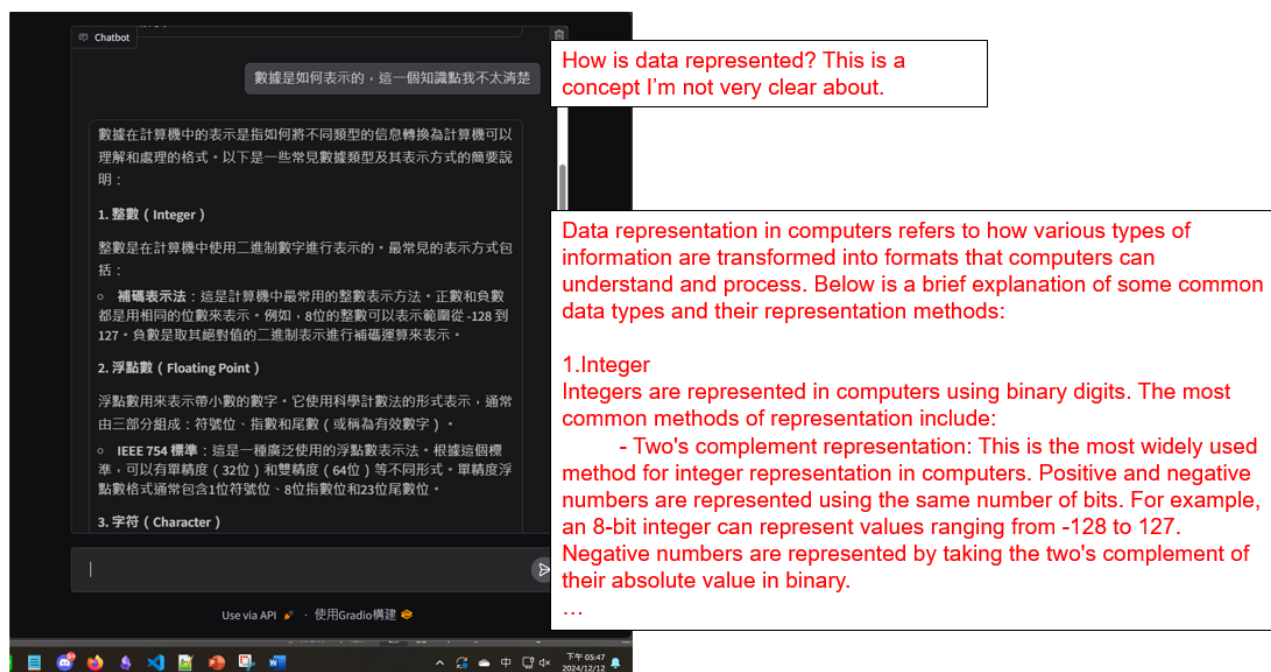 Chatbot
數據是如何表示的，這一個知識點我不太清楚
數據在計算機中的表示是指如何將不同類型的信息轉換為計算機可以
理解和處理的格式。以下是一些常見數據類型及其表示方式的簡要說
明：
1. 整數 ( Integer )
整數是在計算機中使用二進制數字進行表示的。最常見的表示方式包
括：
○ 補碼表示法：這是計算機中最常用的整數表示方法。正數和負數
都是用相同的位數來表示。例如，8位的整數可以表示範圍從 -128 到
127。負數是取其絕對值的二進制表示進行補碼運算來表示。
2. 浮點數 ( Floating Point )
浮點數用來表示帶小數的數字。它使用科學計數法的形式表示，通常
由三部分組成：符號位、指數和尾數（或稱為有效數字）。
○ IEEE 754 標準：這是一種廣泛使用的浮點數表示法。根據這個標
準，可以有單精度（32位）和雙精度（64位）等不同形式。單精度浮
點數格式通常包含1位符號位、8位指數位和23位尾數位。
3. 字符 ( Character )
Use via API · 使用Gradio構建
中
下午 05:47
2024/12/12
How is data represented? This is a
concept I'm not very clear about.
Data representation in computers refers to how various types of
information are transformed into formats that computers can
understand and process. Below is a brief explanation of some common
data types and their representation methods:
1.Integer
Integers are represented in computers using binary digits. The most
common methods of representation include:
- Two's complement representation: This is the most widely used
method for integer representation in computers. Positive and negative
numbers are represented using the same number of bits. For example,
an 8-bit integer can represent values ranging from -128 to 127.
Negative numbers are represented by taking the two's complement of
their absolute value in binary.
…